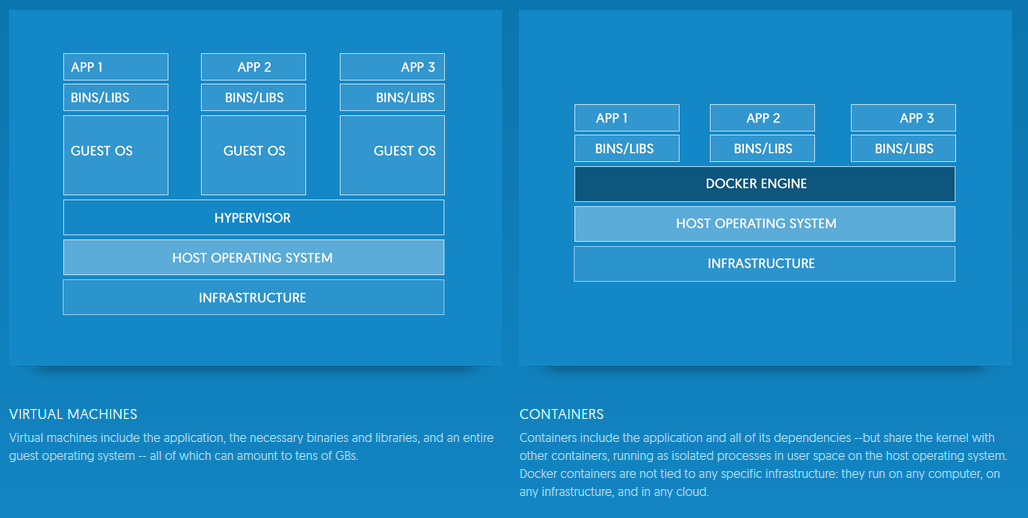 APP 1
APP 2
APP 3
BINS/LIBS
BINS/LIBS
BINS/LIBS
GUEST OS
GUEST OS
GUEST OS
HYPERVISOR
HOST OPERATING SYSTEM
INFRASTRUCTURE
VIRTUAL MACHINES
Virtual machines include the application, the necessary binaries and libraries, and an entire
guest operating system -- all of which can amount to tens of GBs.
APP 1
APP 2
APP 3
BINS/LIBS
BINS/LIBS
BINS/LIBS
DOCKER ENGINE
HOST OPERATING SYSTEM
INFRASTRUCTURE
CONTAINERS
Containers include the application and all of its dependencies --but share the kernel with
other containers, running as isolated processes in user space on the host operating system.
Docker containers are not tied to any specific infrastructure: they run on any computer, on
any infrastructure, and in any cloud.